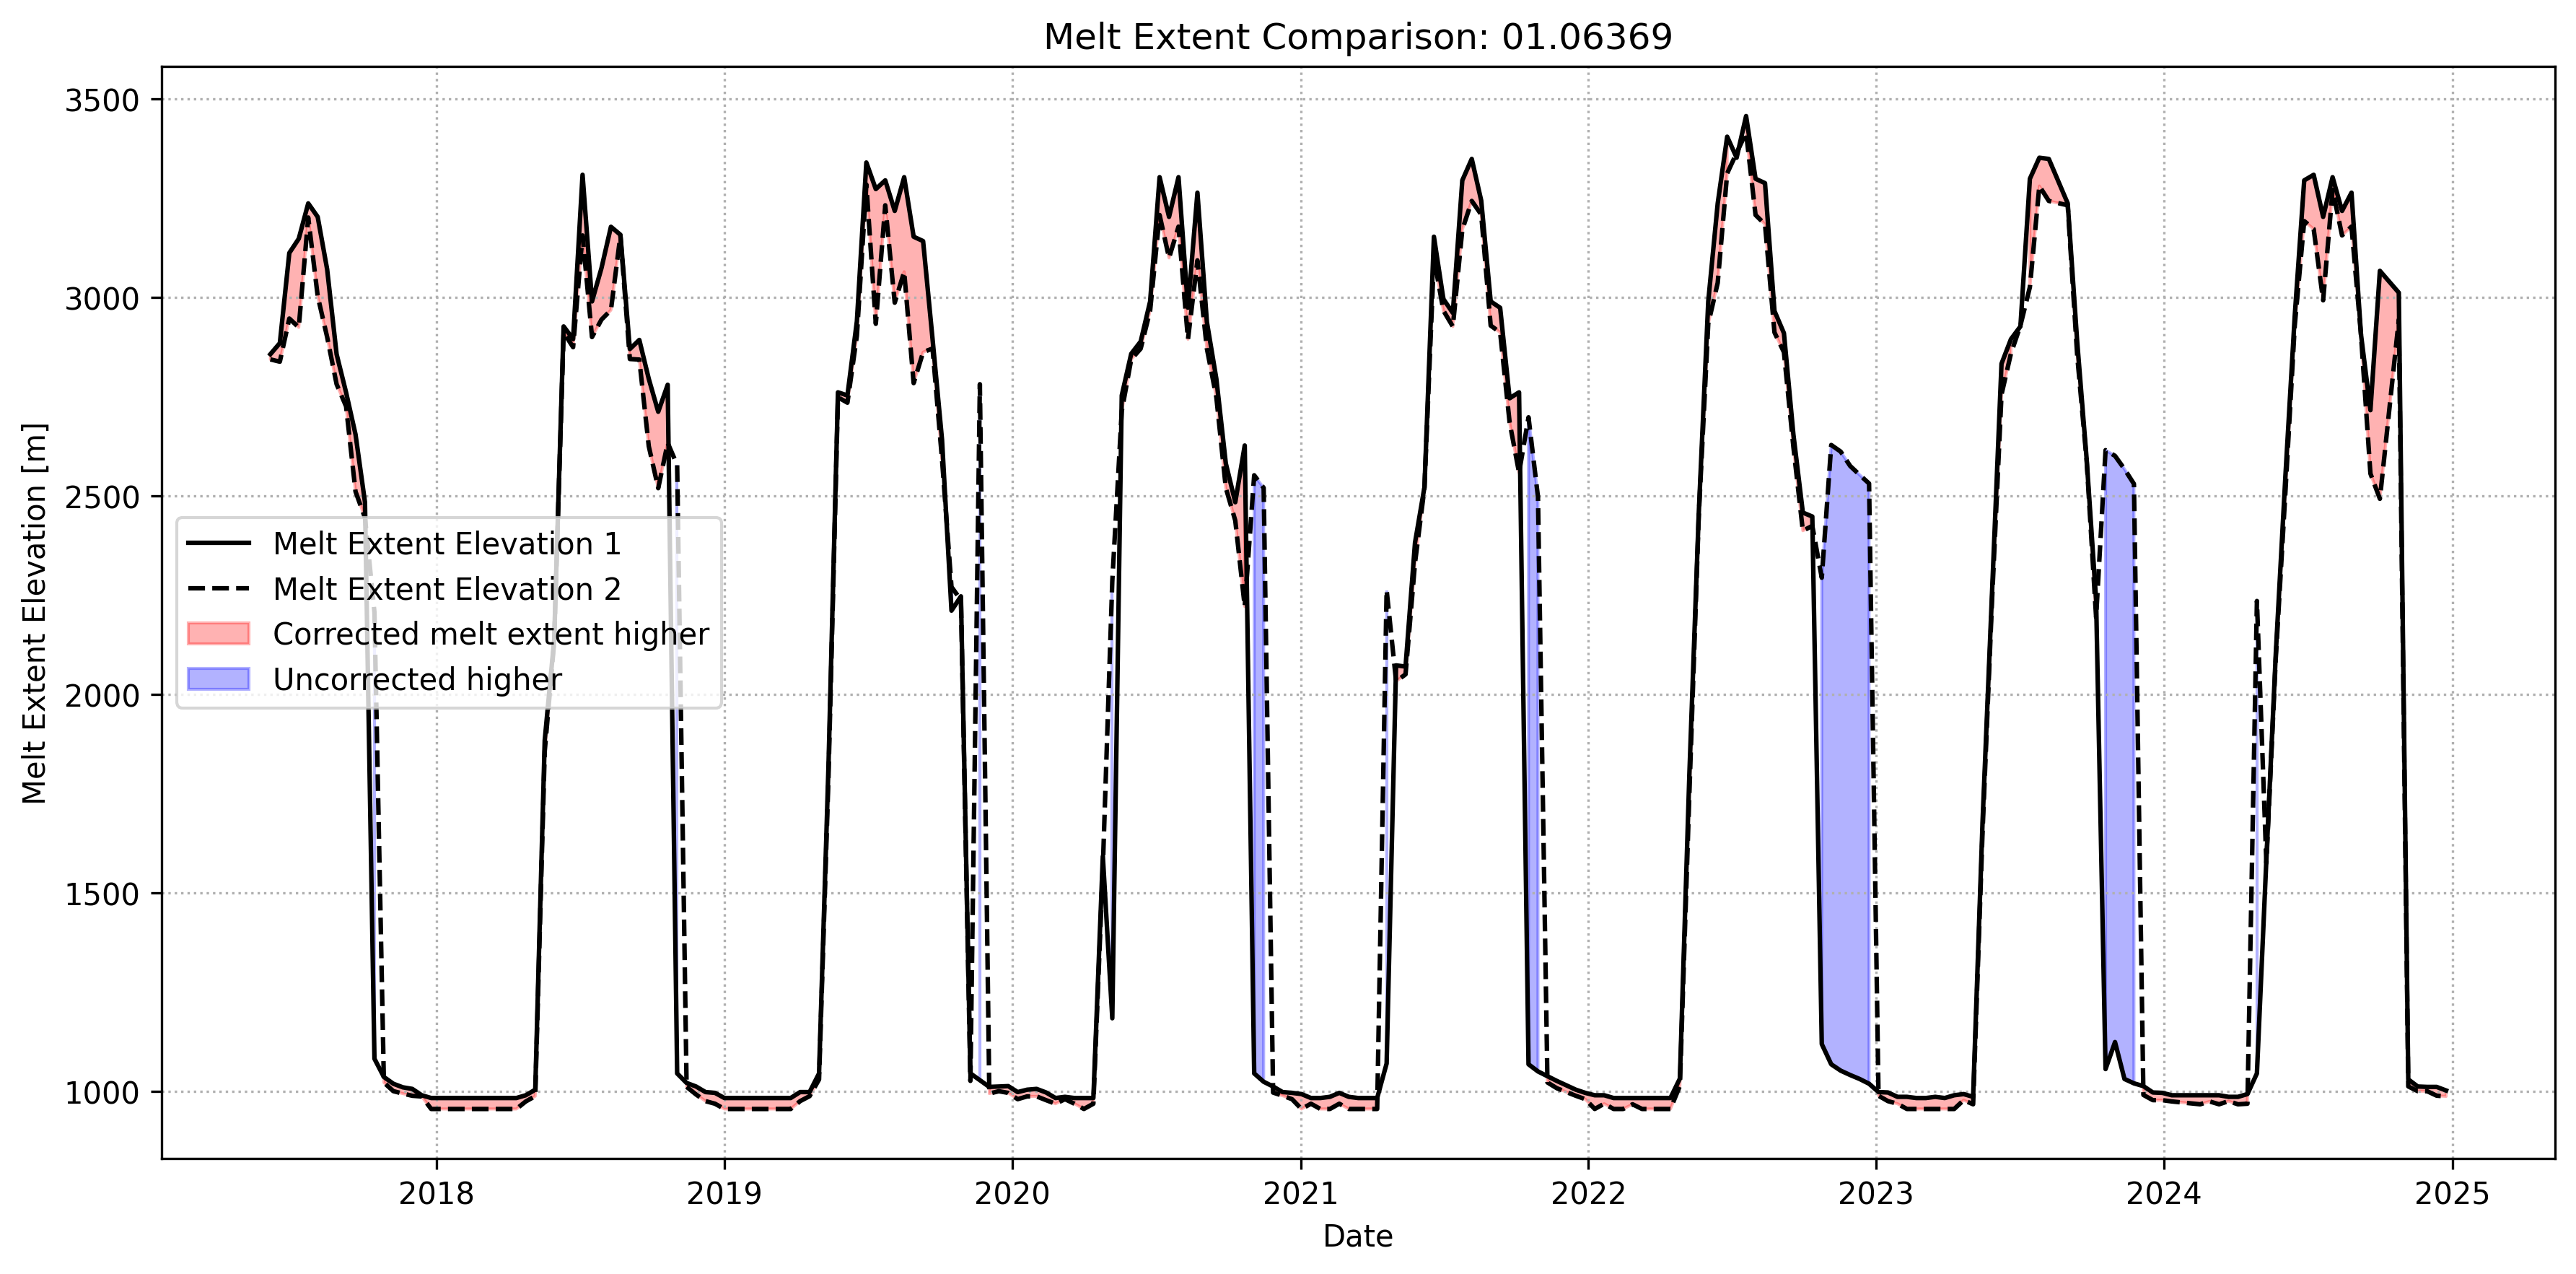 Melt Extent Comparison: 01.06369
Melt Extent Elevation [m]
3500
3000
2500
2000
1500
1000
Melt Extent Elevation 1
Melt Extent Elevation 2
Corrected melt extent higher
Uncorrected higher
2018 2019 2020 2021 2022 2023 2024 2025
Date